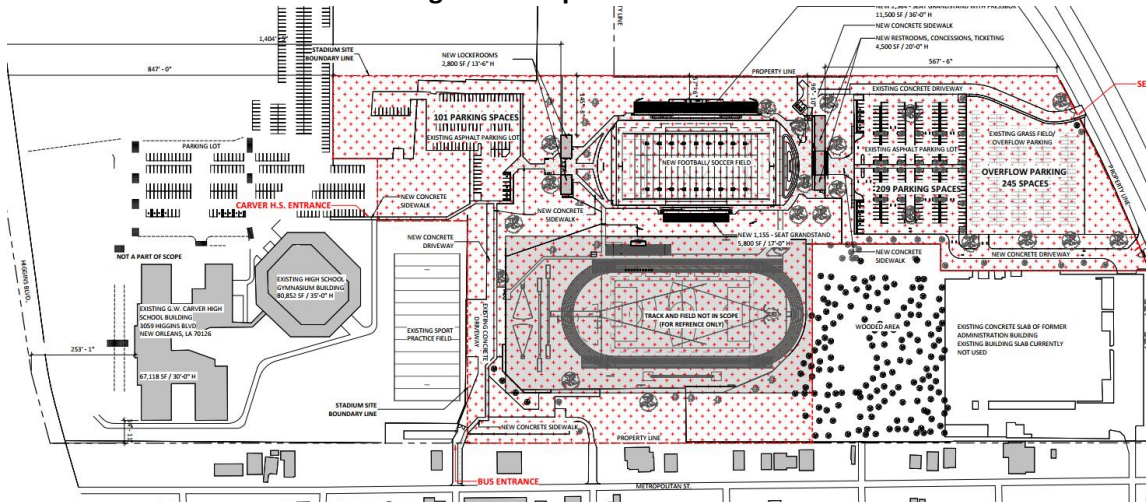 1,404'
STADIUM SITE
BOUNDARY LINE
847' - 0"
NEW LOCKEROOMS
2,800 SF / 13'-6" H
PROPERTY LINE
11,500 SF / 36'-0" H
NEW CONCRETE SIDEWALK
NEW RESTROOMS, CONCESSIONS, TICKETING
4,500 SF / 20'-0" H
567' - 6"
PROPERTY LINE
EXISTING CONCRETE DRIVEWAY
SE
101 PARKING SPACES
EXISTING ASPHALT PARKING LOT
PARKING LOT
NEW FOOTBALL/ SOCCER FIELD
EXISTING ASPHALT PARKING LOT
209 PARKING SPACES
EXISTING GRASS FIELD/
OVERFLOW PARKING
OVERFLOW PARKING
245 SPACES
PROPERTY LINE
CARVER H.S. ENTRANCE
NEW CONCRETE
SIDEWALK
NEW CONCRETE
SIDEWALK
NEW CONCRETE
DRIVEWAY
NEW 1,155 - SEAT GRANDSTAND
5,800 SF / 17'-0" H
NEW CONCRETE
SIDEWALK
NEW CONCRETE DRIVEWAY
NOT A PART OF SCOPE
HIGGINS BLVD.
EXISTING HIGH SCHOOL
GYMNASIUM BUILDING
80,852 SF / 35'-0" H
EXISTING G.W. CARVER HIGH
SCHOOL BUILDING
3059 HIGGINS BLVD
NEW ORLEANS, LA 70126
253' - 1"
67,118 SF / 30'-0" H
EXISTING SPORT
PRACTICE FIELD
EXISTING CONCRETE
DRIVEWAY
TRACK AND FIELD NOT IN SCOPE
(FOR REFRENCE ONLY)
WOODED AREA
EXISTING CONCRETE SLAB OF FORMER
ADMINISTRATION BUILDING
EXISTING BUILDING SLAB CURRENTLY
NOT USED
STADIUM SITE
BOUNDARY LINE
NEW CONCRETE SIDEWALK
PROPERTY LINE
BUS ENTRANCE
METROPOLITAN ST.